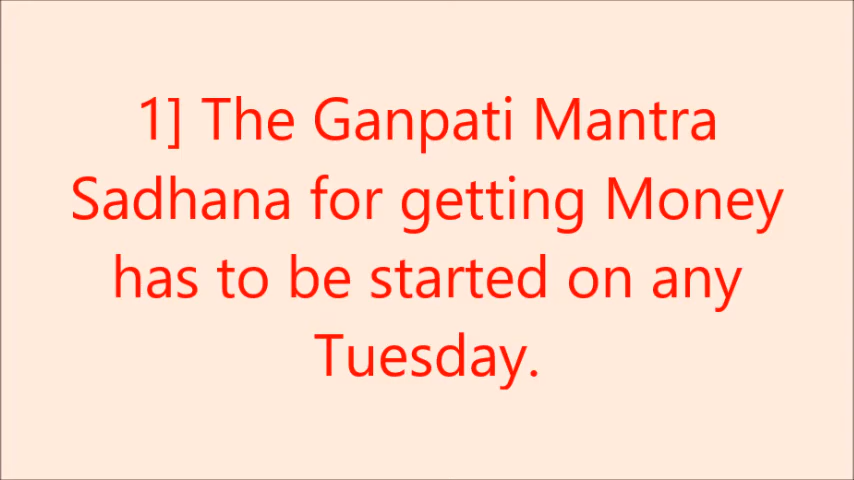 1] The Ganpati Mantra
Sadhana for getting Money
has to be started on any
Tuesday.